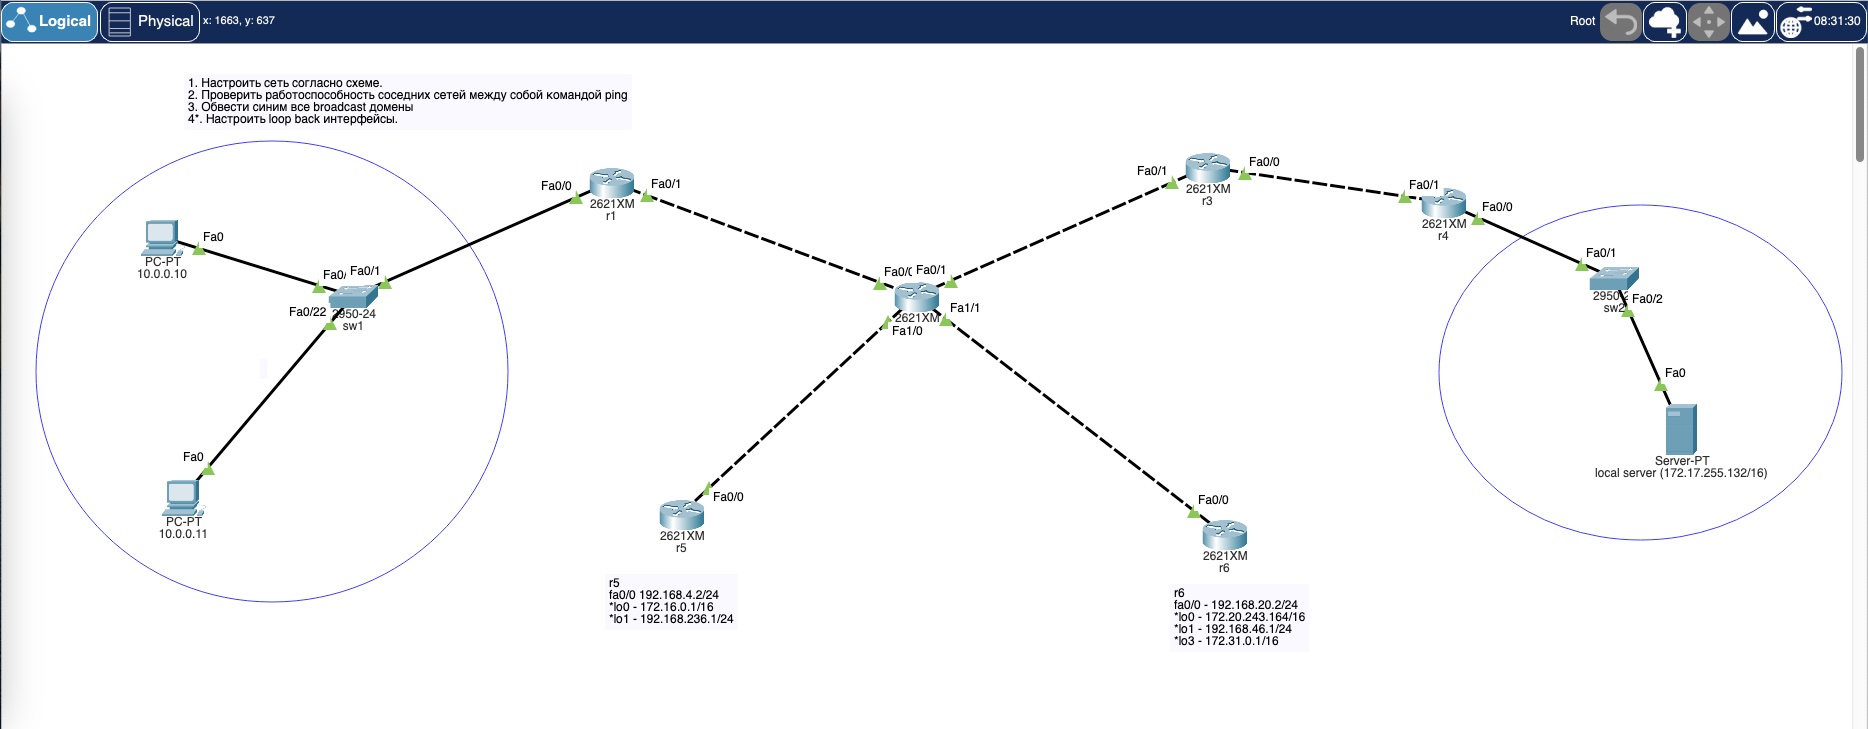 Logical
Physical
x: 1663, y: 637
Root
08:31:30
1. Настроить сеть согласно схеме.
2. Проверить работоспособность соседних сетей между собой командой ping
3. Обвести синим все broadcast домены
4*. Настроить loop back интерфейсы.
Fa0/0
2621XM
r1
Fa0/1
Fa0/1
2621XM
r3
Fa0/0
Fa0/1
2621XM
r4
Fa0/0
PC-PT
10.0.0.10
Fa0
Fa0/
Fa0/1
Fa0/22
2950-24
sw1
Fa0/0
Fa0/1
2621XM
Fa1/0
Fa1/1
Fa0/1
2950-2
sw2
Fa0/2
Fa0
Server-PT
local server (172.17.255.132/16)
Fa0
PC-PT
10.0.0.11
Fa0/0
2621XM
r5
Fa0/0
2621XM
r6
r5
fa0/0 192.168.4.2/24
*lo0 - 172.16.0.1/16
*lo1 - 192.168.236.1/24
r6
fa0/0 - 192.168.20.2/24
*lo0 - 172.20.243.164/16
*lo1 - 192.168.46.1/24
*lo3 - 172.31.0.1/16